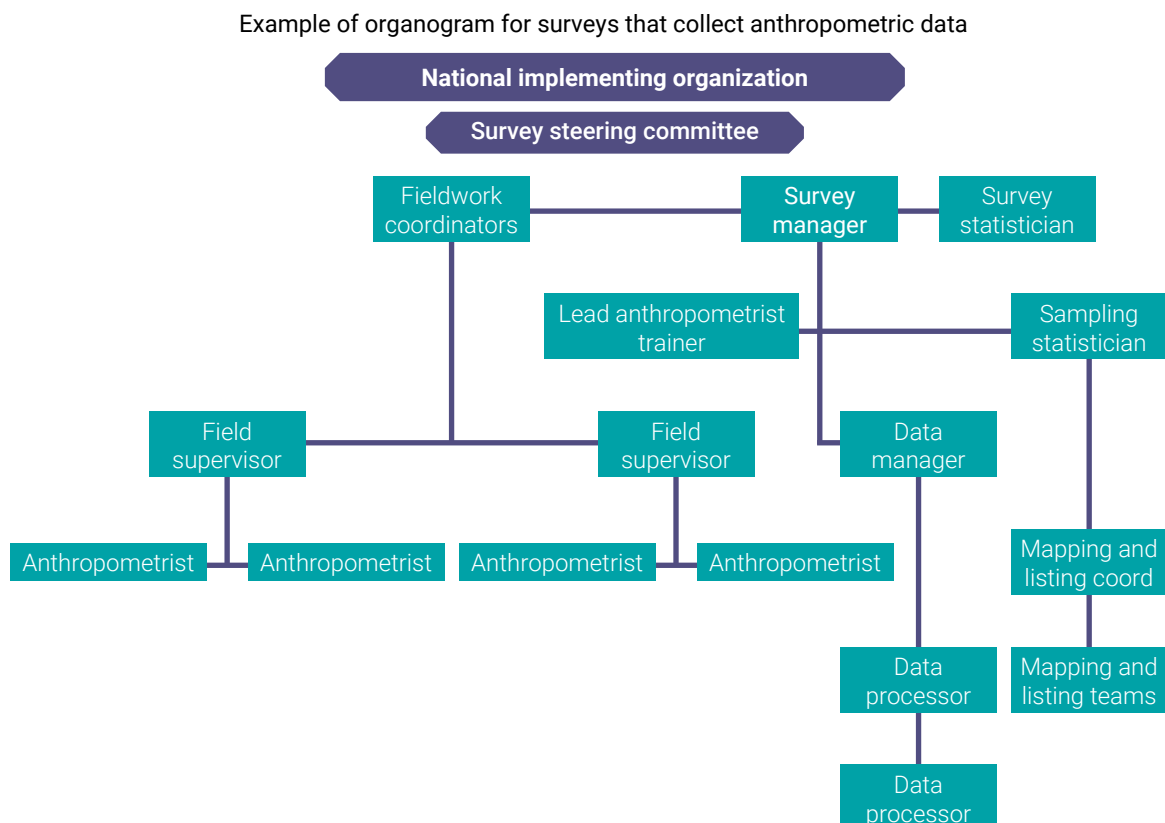 Example of organogram for surveys that collect anthropometric data
National implementing organization
Survey steering committee
Fieldwork
coordinators
Survey
manager
Survey
statistician
Lead anthropometrist
trainer
Sampling
statistician
Field
supervisor
Field
supervisor
Data
manager
Anthropometrist
Anthropometrist
Anthropometrist
Anthropometrist
Mapping and
listing coord
Data
processor
Mapping and
listing teams
Data
processor